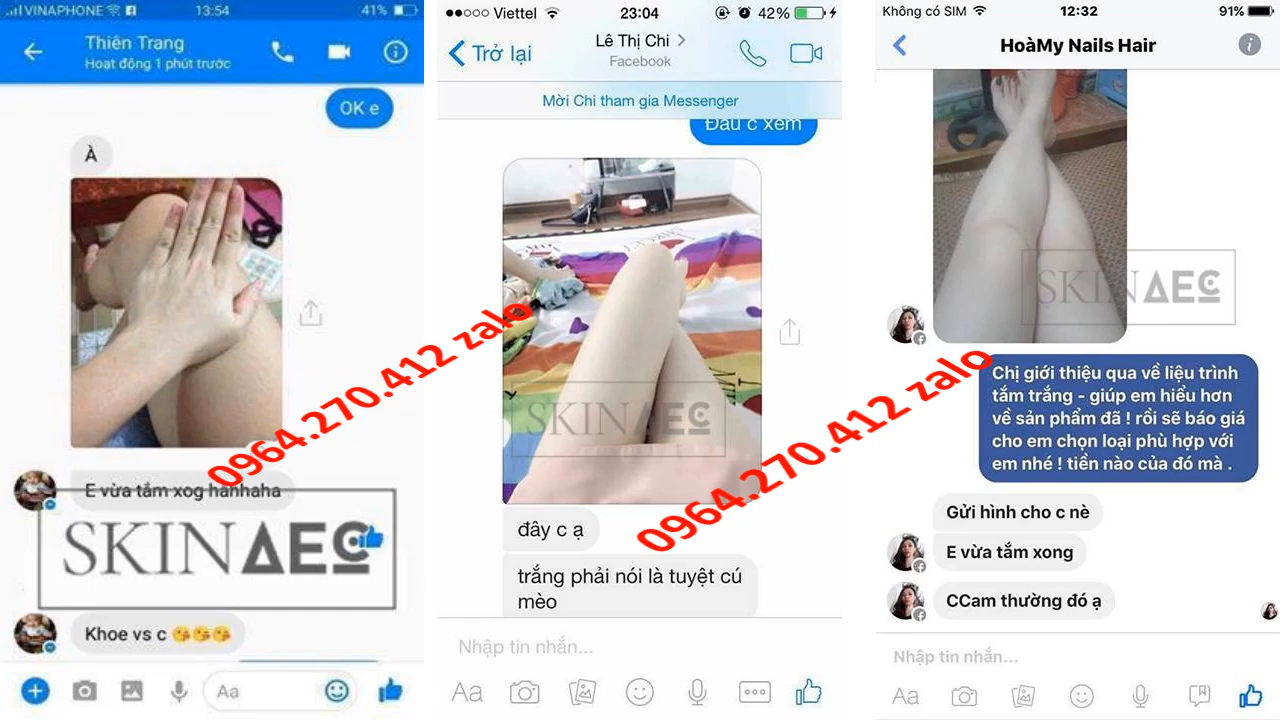 VINAPHONE 13:54 41%
Thiên Trang
Hoạt động 1 phút trước
OK e
À
E vừa tắm xog hanhaha
SKINAEC
Khoe vs c 😘😘😘
Aa
Viettel 23:04 42%
Trở lại
Lê Thị Chi
Facebook
Mời Chi tham gia Messenger
Đâu c xem
SKINAEC
đây c ạ
trắng phải nói là tuyệt cú
mèo
Nhập tin nhắn...
Aa
0964.270.412 zalo
0964.270.412 zalo
Không có SIM 12:32 91%
HoàMy Nails Hair
SKINAEC
Chị giới thiệu qua về liệu trình
tắm trắng - giúp em hiểu hơn
về sản phẩm đã ! rồi sẽ báo giá
cho em chọn loại phù hợp với
em nhé ! tiền nào của đó mà .
Gửi hình cho c nè
E vừa tắm xong
CCam thường đó ạ
Nhập tin nhắn...
Aa